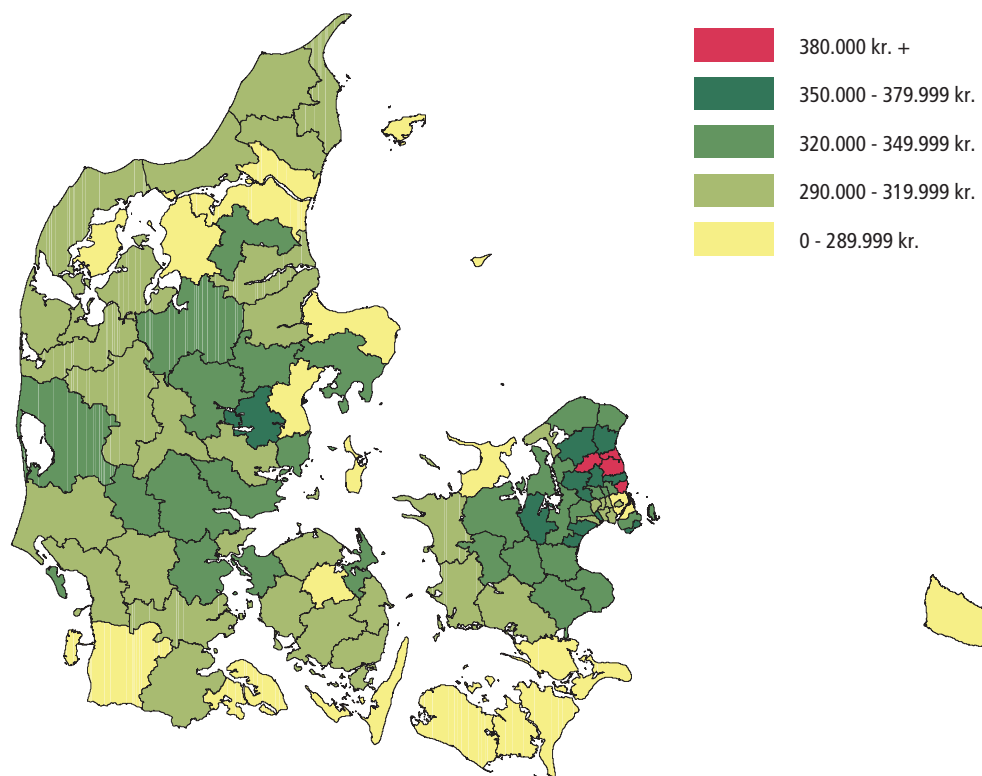 380.000 kr. +
350.000 - 379.999 kr.
320.000 - 349.999 kr.
290.000 - 319.999 kr.
0 - 289.999 kr.